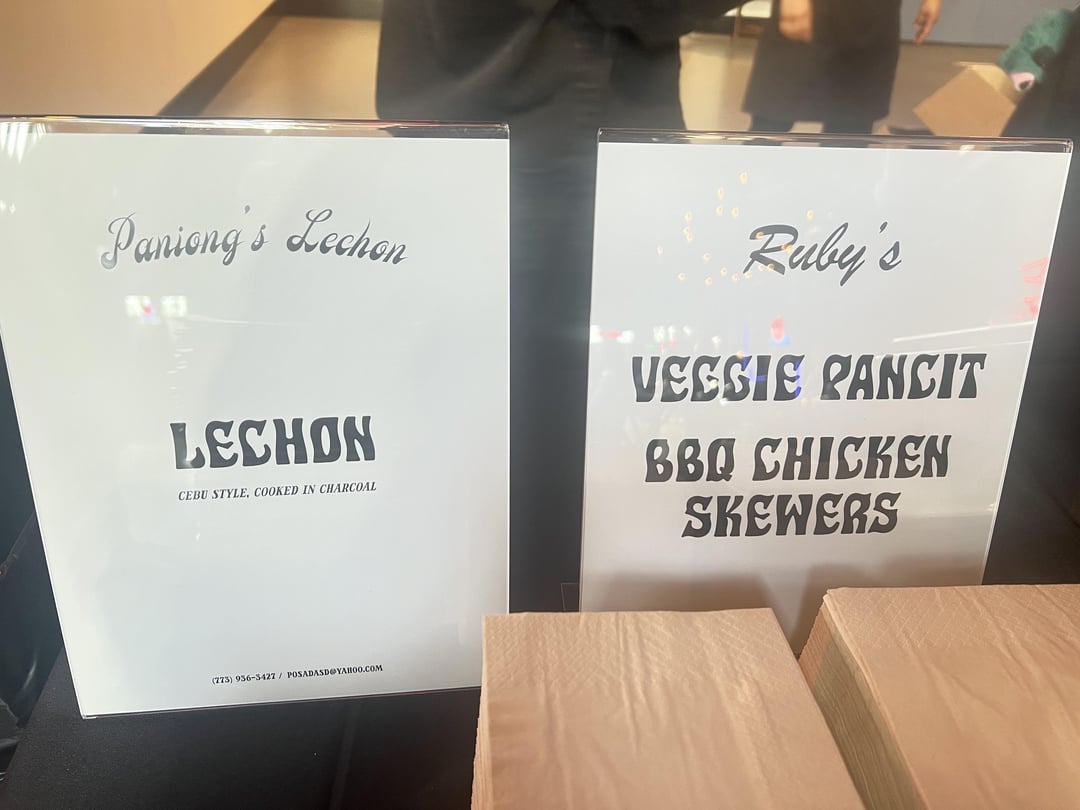 Paniong's Lechon
LECHON
CEBU STYLE, COOKED IN CHARCOAL
(773) 936-3427 / POSADASD@YAHOO.COM
Ruby's
VEGGIE PANCIT
BBQ CHICKEN
SKEWERS